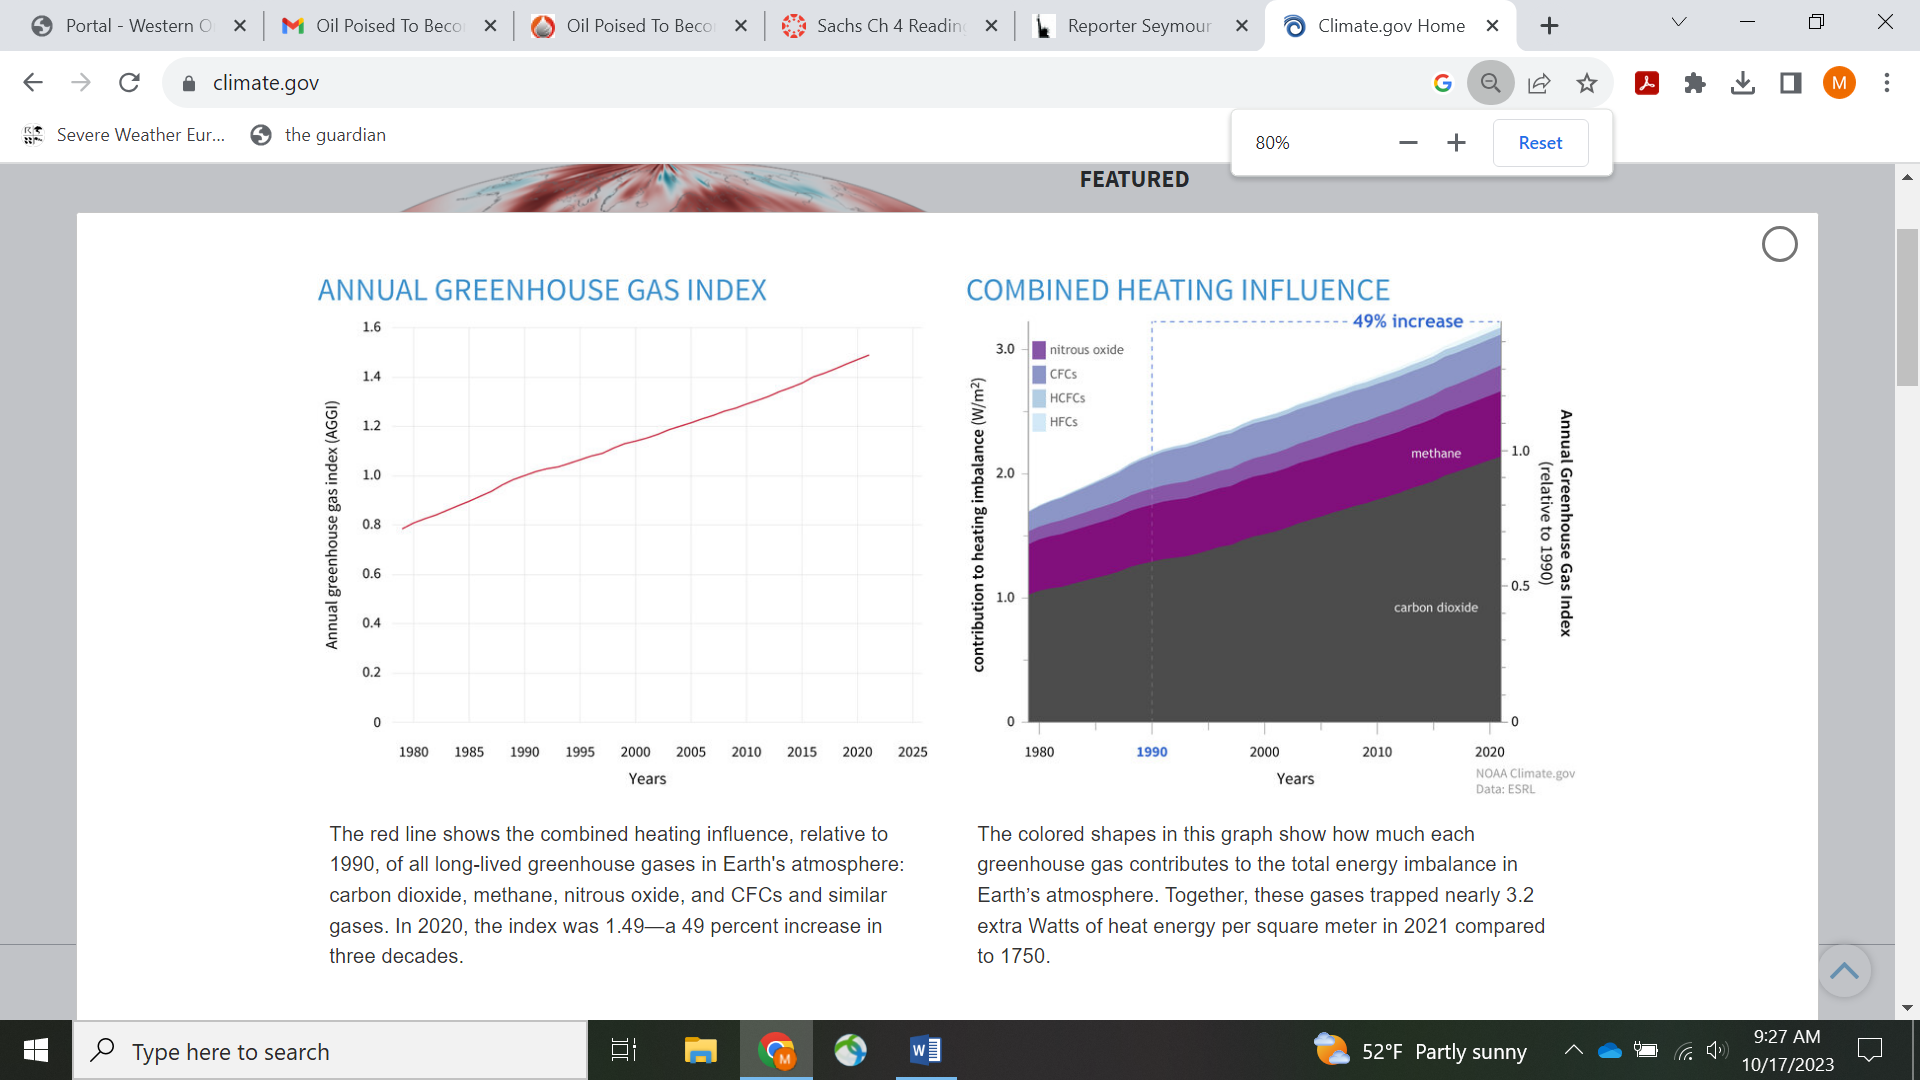 Portal - Western O
Oil Poised To Beco
Oil Poised To Beco
Sachs Ch 4 Reading
Reporter Seymour
Climate.gov Home
climate.gov
M
Severe Weather Eur...
the guardian
80%
Reset
FEATURED
ANNUAL GREENHOUSE GAS INDEX
Annual greenhouse gas index (AGGI)
1.6
1.4
1.2
1.0
0.8
0.6
0.4
0.2
0
1980 1985 1990 1995 2000 2005 2010 2015 2020 2025
Years
The red line shows the combined heating influence, relative to
1990, of all long-lived greenhouse gases in Earth's atmosphere:
carbon dioxide, methane, nitrous oxide, and CFCs and similar
gases. In 2020, the index was 1.49—a 49 percent increase in
three decades.
COMBINED HEATING INFLUENCE
49% increase
contribution to heating imbalance (W/m²)
3.0
2.0
1.0
0
nitrous oxide
CFCs
HCFCs
HFCs
methane
carbon dioxide
1.0
0.5
0
Annual Greenhouse Gas Index
(relative to 1990)
1980 1990 2000 2010 2020
Years
NOAA Climate.gov
Data: ESRL
The colored shapes in this graph show how much each
greenhouse gas contributes to the total energy imbalance in
Earth’s atmosphere. Together, these gases trapped nearly 3.2
extra Watts of heat energy per square meter in 2021 compared
to 1750.
Type here to search
M
W
52°F Partly sunny
9:27 AM
10/17/2023